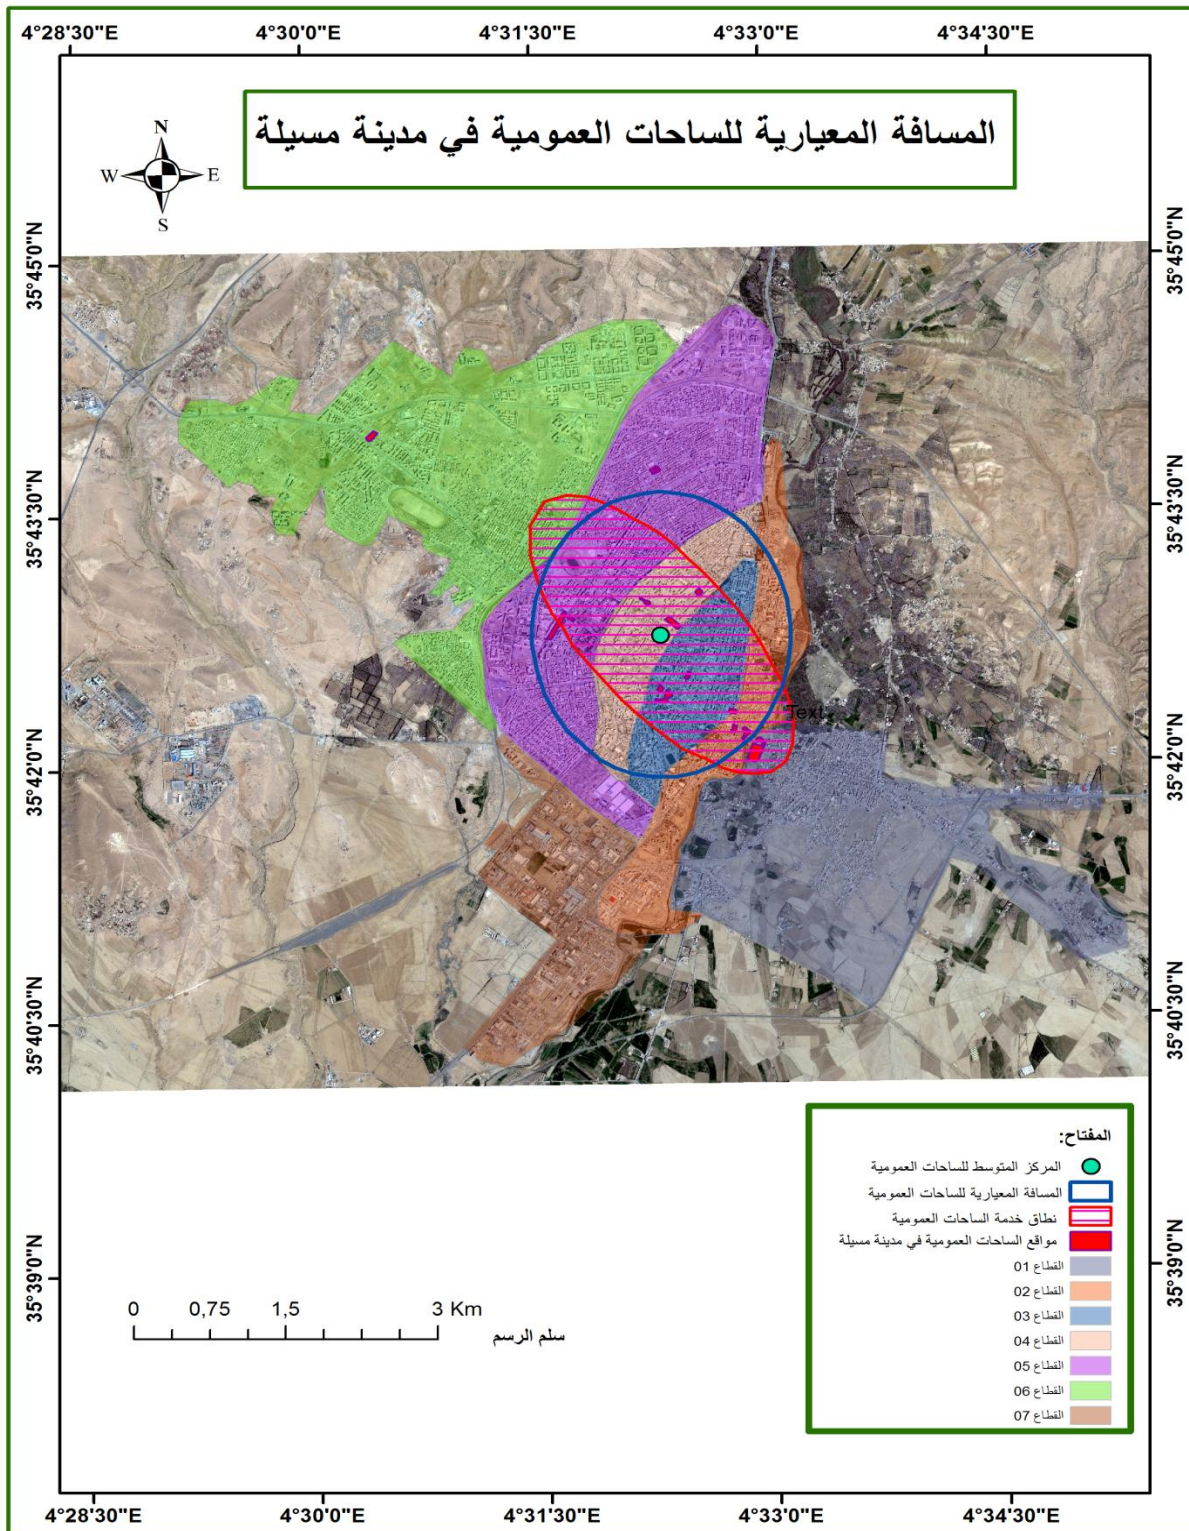 4°28'30"E 4°30'0"E 4°31'30"E 4°33'0"E 4°34'30"E
المسافة المعيارية للساحات العمومية في مدينة مسيلة
N
W E
S
35°45'0"N 35°45'0"N
35°43'30"N 35°43'30"N
Text
35°42'0"N 35°42'0"N
35°40'30"N 35°40'30"N
المفتاح:
المركز المتوسط للساحات العمومية
المسافة المعيارية للساحات العمومية
نطاق خدمة الساحات العمومية
مواقع الساحات العمومية في مدينة مسيلة
القطاع 01
القطاع 02
القطاع 03
القطاع 04
القطاع 05
القطاع 06
القطاع 07
35°39'0"N 35°39'0"N
0 0,75 1,5 3 Km
سلم الرسم
4°28'30"E 4°30'0"E 4°31'30"E 4°33'0"E 4°34'30"E